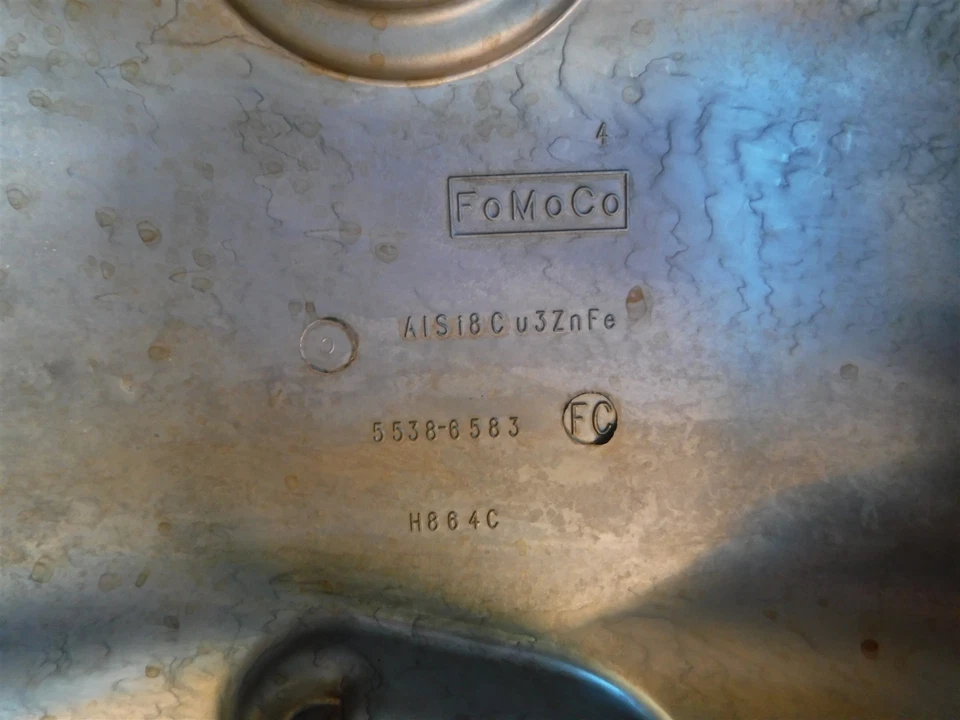 4
FoMoCo
AlSi8Cu3ZnFe
5538-6583 FC
H864C